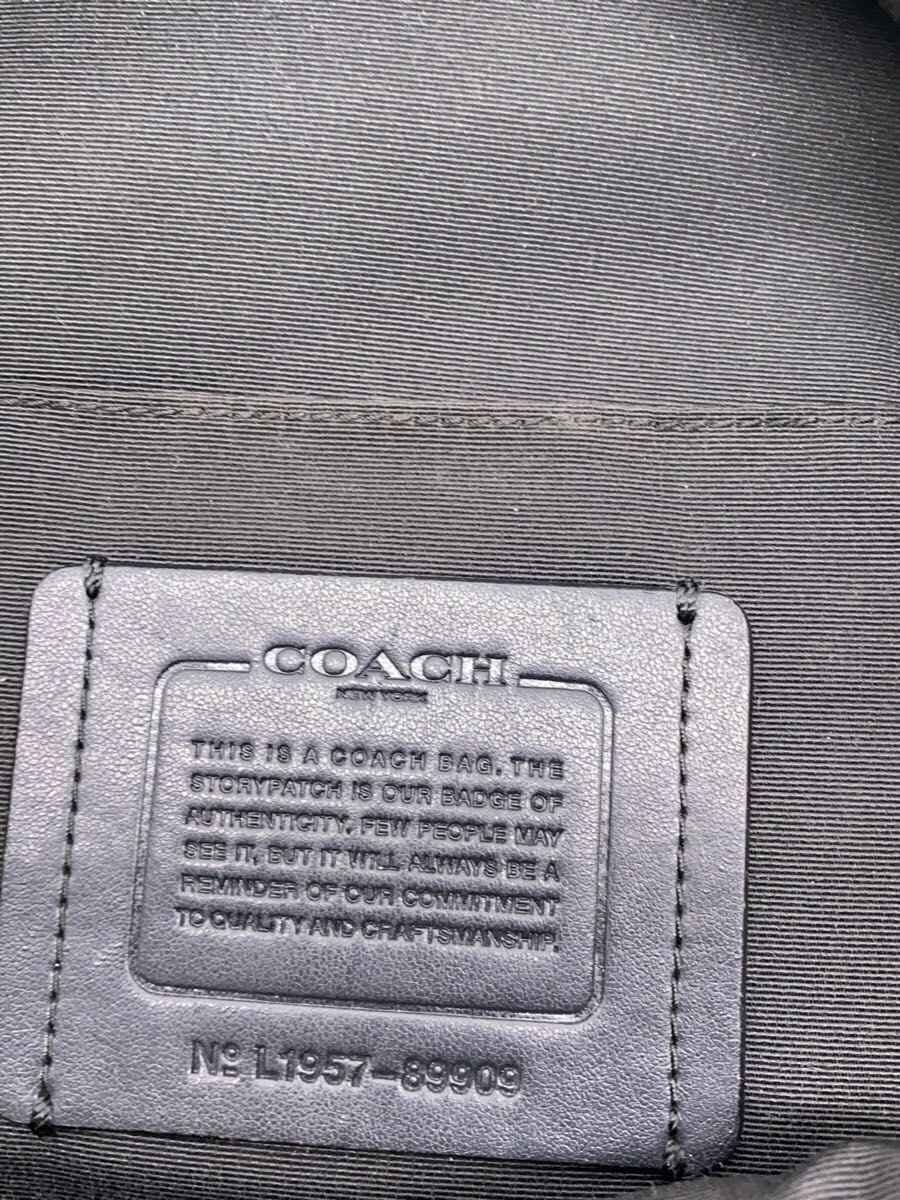 COACH
NEW YORK
THIS IS A COACH BAG. THE
STORYPATCH IS OUR BADGE OF
AUTHENTICITY. FEW PEOPLE MAY
SEE IT, BUT IT WILL ALWAYS BE A
REMINDER OF OUR COMMITMENT
TO QUALITY AND CRAFTSMANSHIP.
Nº L1957-89909